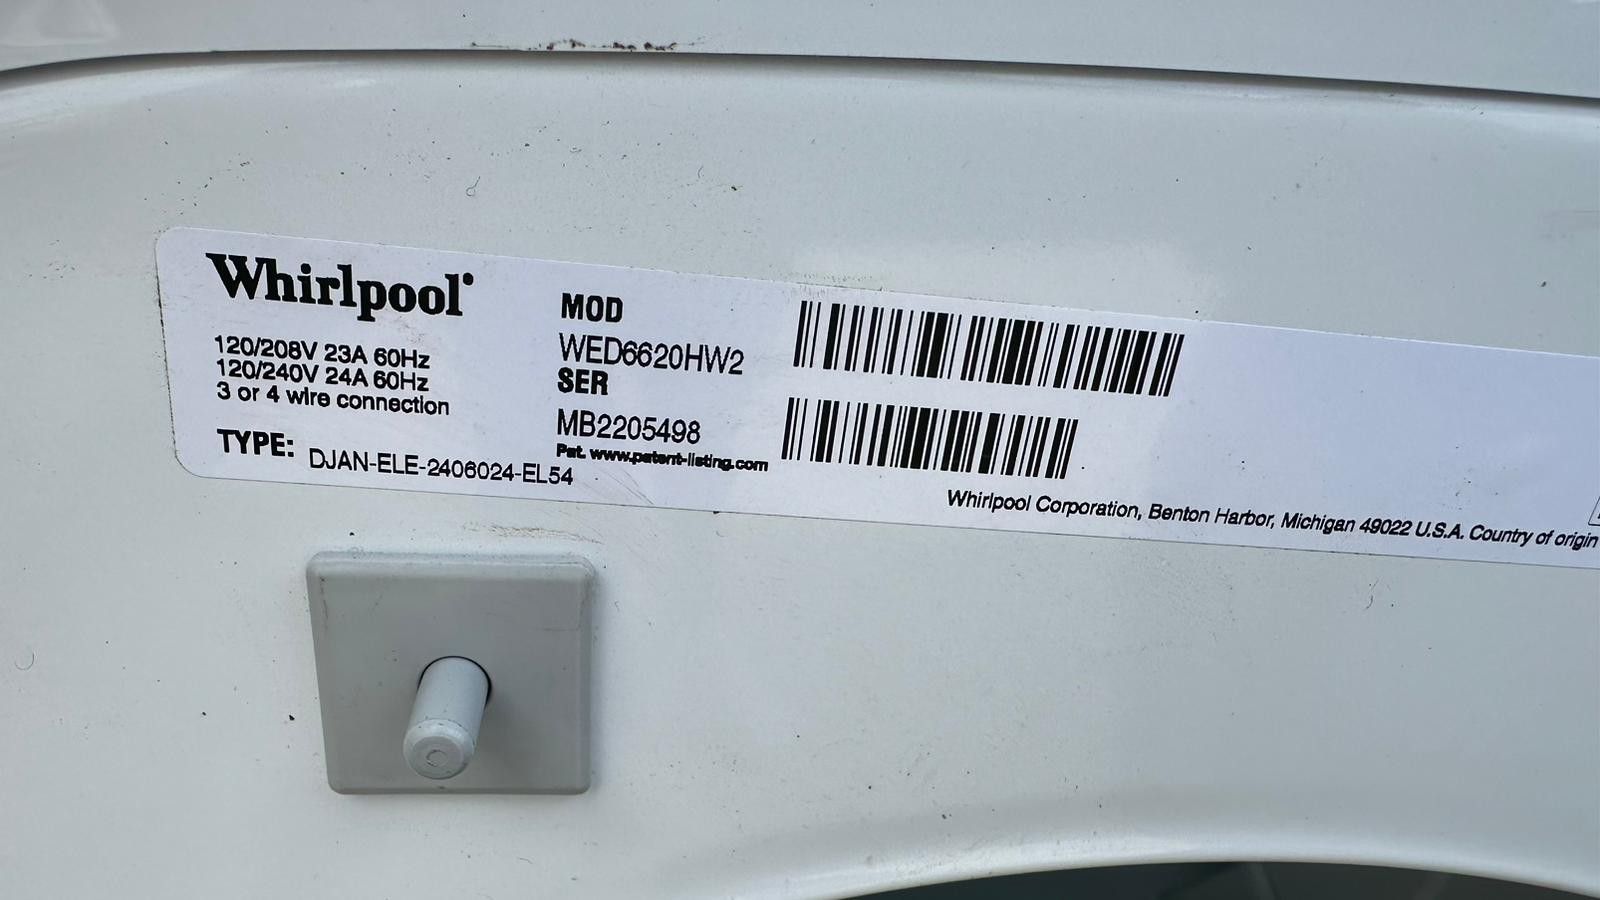 Whirlpool
120/208V 23A 60Hz
120/240V 24A 60Hz
3 or 4 wire connection
TYPE: DJAN-ELE-2406024-EL54
MOD
WED6620HW2
SER
MB2205498
Pat. www.patent-listing.com
Whirlpool Corporation, Benton Harbor, Michigan 49022 U.S.A. Country of origin